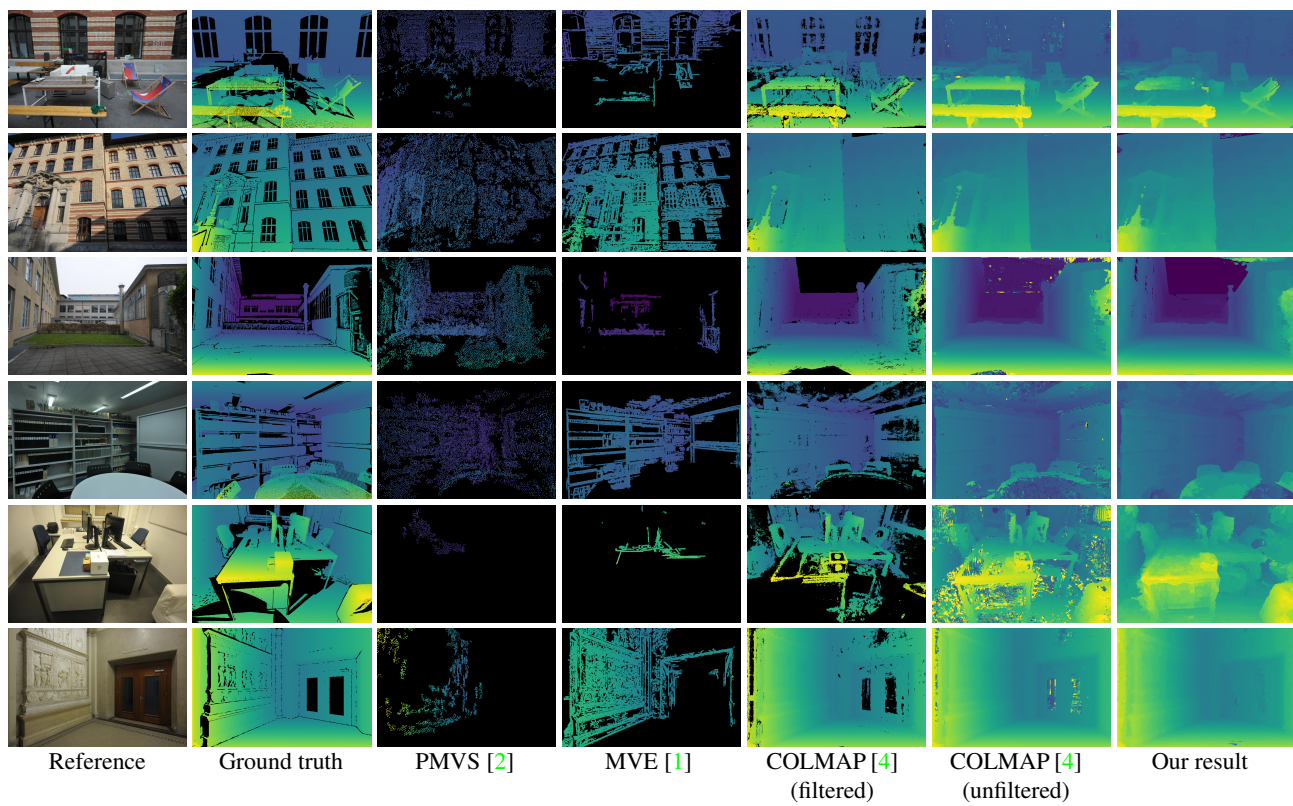 Reference Ground truth PMVS [2] MVE [1] COLMAP [4] COLMAP [4] Our result
(filtered) (unfiltered)